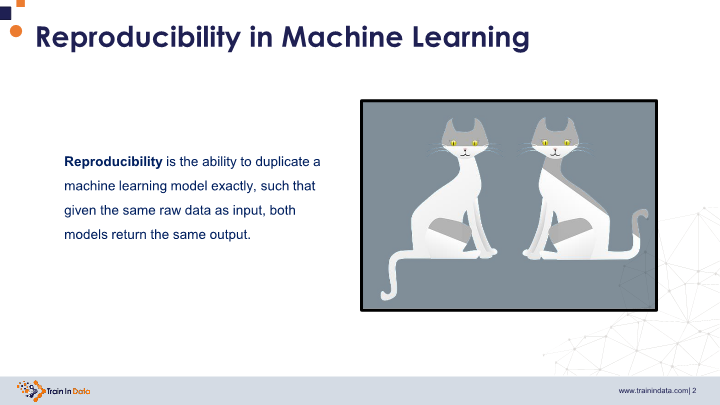 Reproducibility in Machine Learning
Reproducibility is the ability to duplicate a
machine learning model exactly, such that
given the same raw data as input, both
models return the same output.
Train In Data
www.trainindata.com| 2